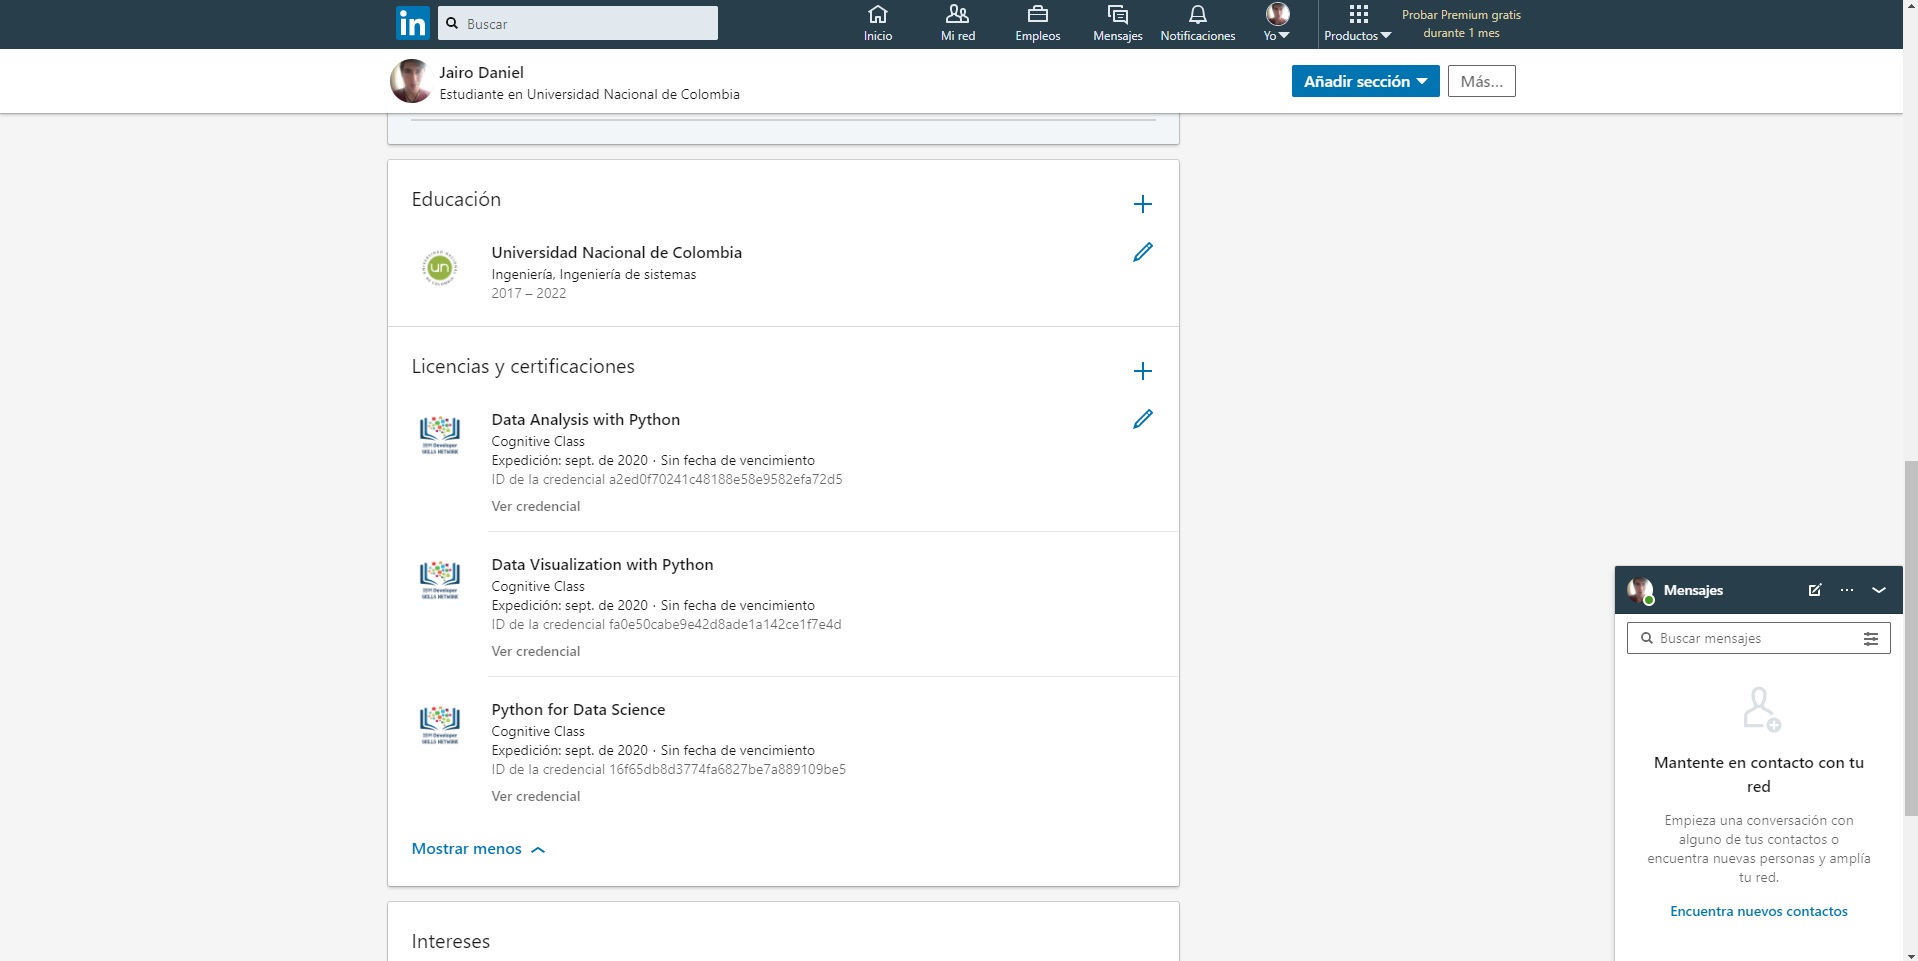 in
Buscar
Inicio
Mi red
Empleos
Mensajes
Notificaciones
Yo
Productos
Probar Premium gratis
durante 1 mes
Jairo Daniel
Estudiante en Universidad Nacional de Colombia
Añadir sección
Más...
Educación
un
Universidad Nacional de Colombia
Ingeniería, Ingeniería de sistemas
2017 – 2022
Licencias y certificaciones
Data Analysis with Python
Cognitive Class
Expedición: sept. de 2020 · Sin fecha de vencimiento
ID de la credencial a2ed0f70241c48188e58e9582efa72d5
Ver credencial
Data Visualization with Python
Cognitive Class
Expedición: sept. de 2020 · Sin fecha de vencimiento
ID de la credencial fa0e50cabe9e42d8ade1a142ce1f7e4d
Ver credencial
Python for Data Science
Cognitive Class
Expedición: sept. de 2020 · Sin fecha de vencimiento
ID de la credencial 16f65db8d3774fa6827be7a889109be5
Ver credencial
Mostrar menos
Intereses
Mensajes
Buscar mensajes
Mantente en contacto con tu
red
Empieza una conversación con
alguno de tus contactos o
encuentra nuevas personas y amplía
tu red.
Encuentra nuevos contactos